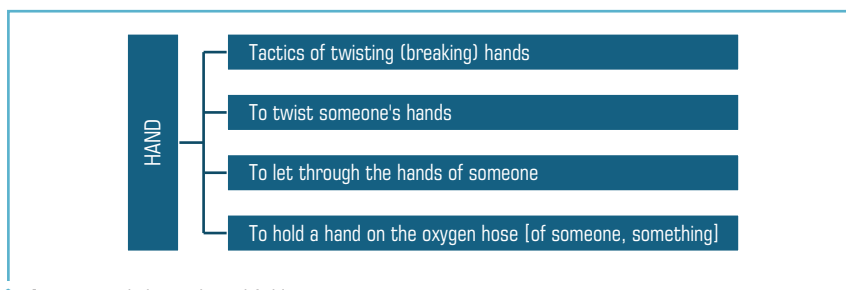 HAND
Tactics of twisting (breaking) hands
To twist someone's hands
To let through the hands of someone
To hold a hand on the oxygen hose [of someone, something]